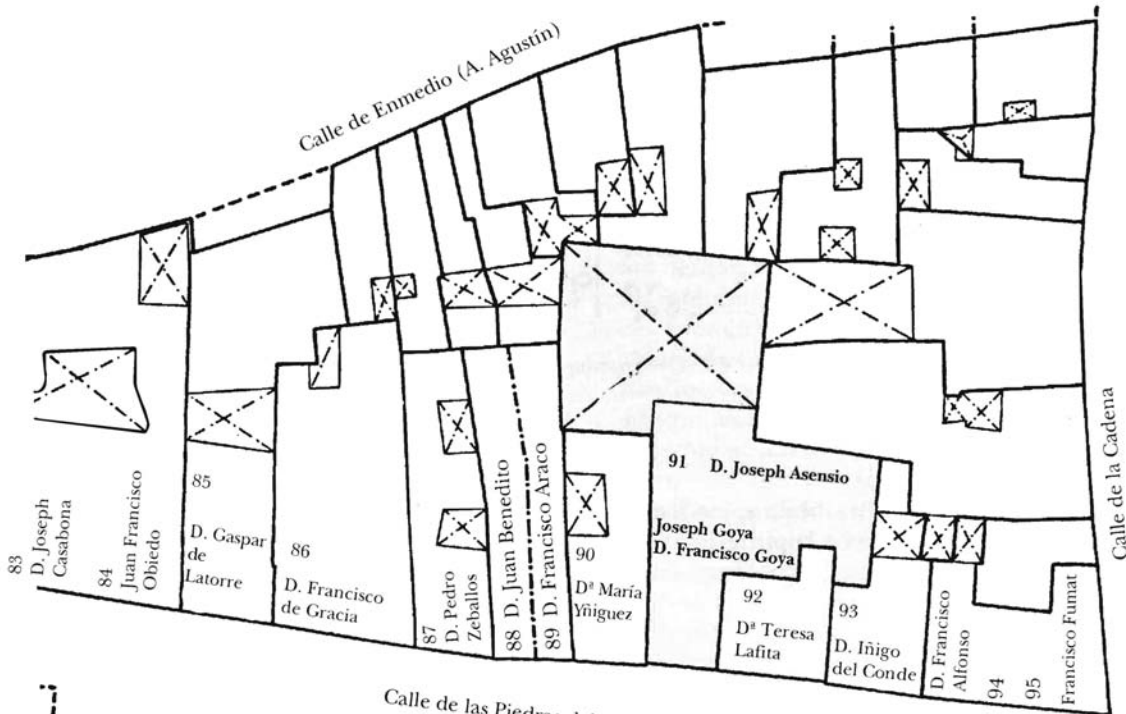 Calle de Enmedio (A. Agustín)
Calle de la Cadena
83
D. Joseph
Casabona
84
Juan Francisco
Obiedo
85
D. Gaspar
de
Latorre
86
D. Francisco
de Gracia
87
D. Pedro
Zeballos
88 D. Juan Benedito
89 D. Francisco Araco
90
Dª María
Yñiguez
91 D. Joseph Asensio
Joseph Goya
D. Francisco Goya
92
Dª Teresa
Lafita
93
D. Iñigo
del Conde
D. Francisco
Alfonso
94
95
Francisco Fumat
Calle de las Piedras